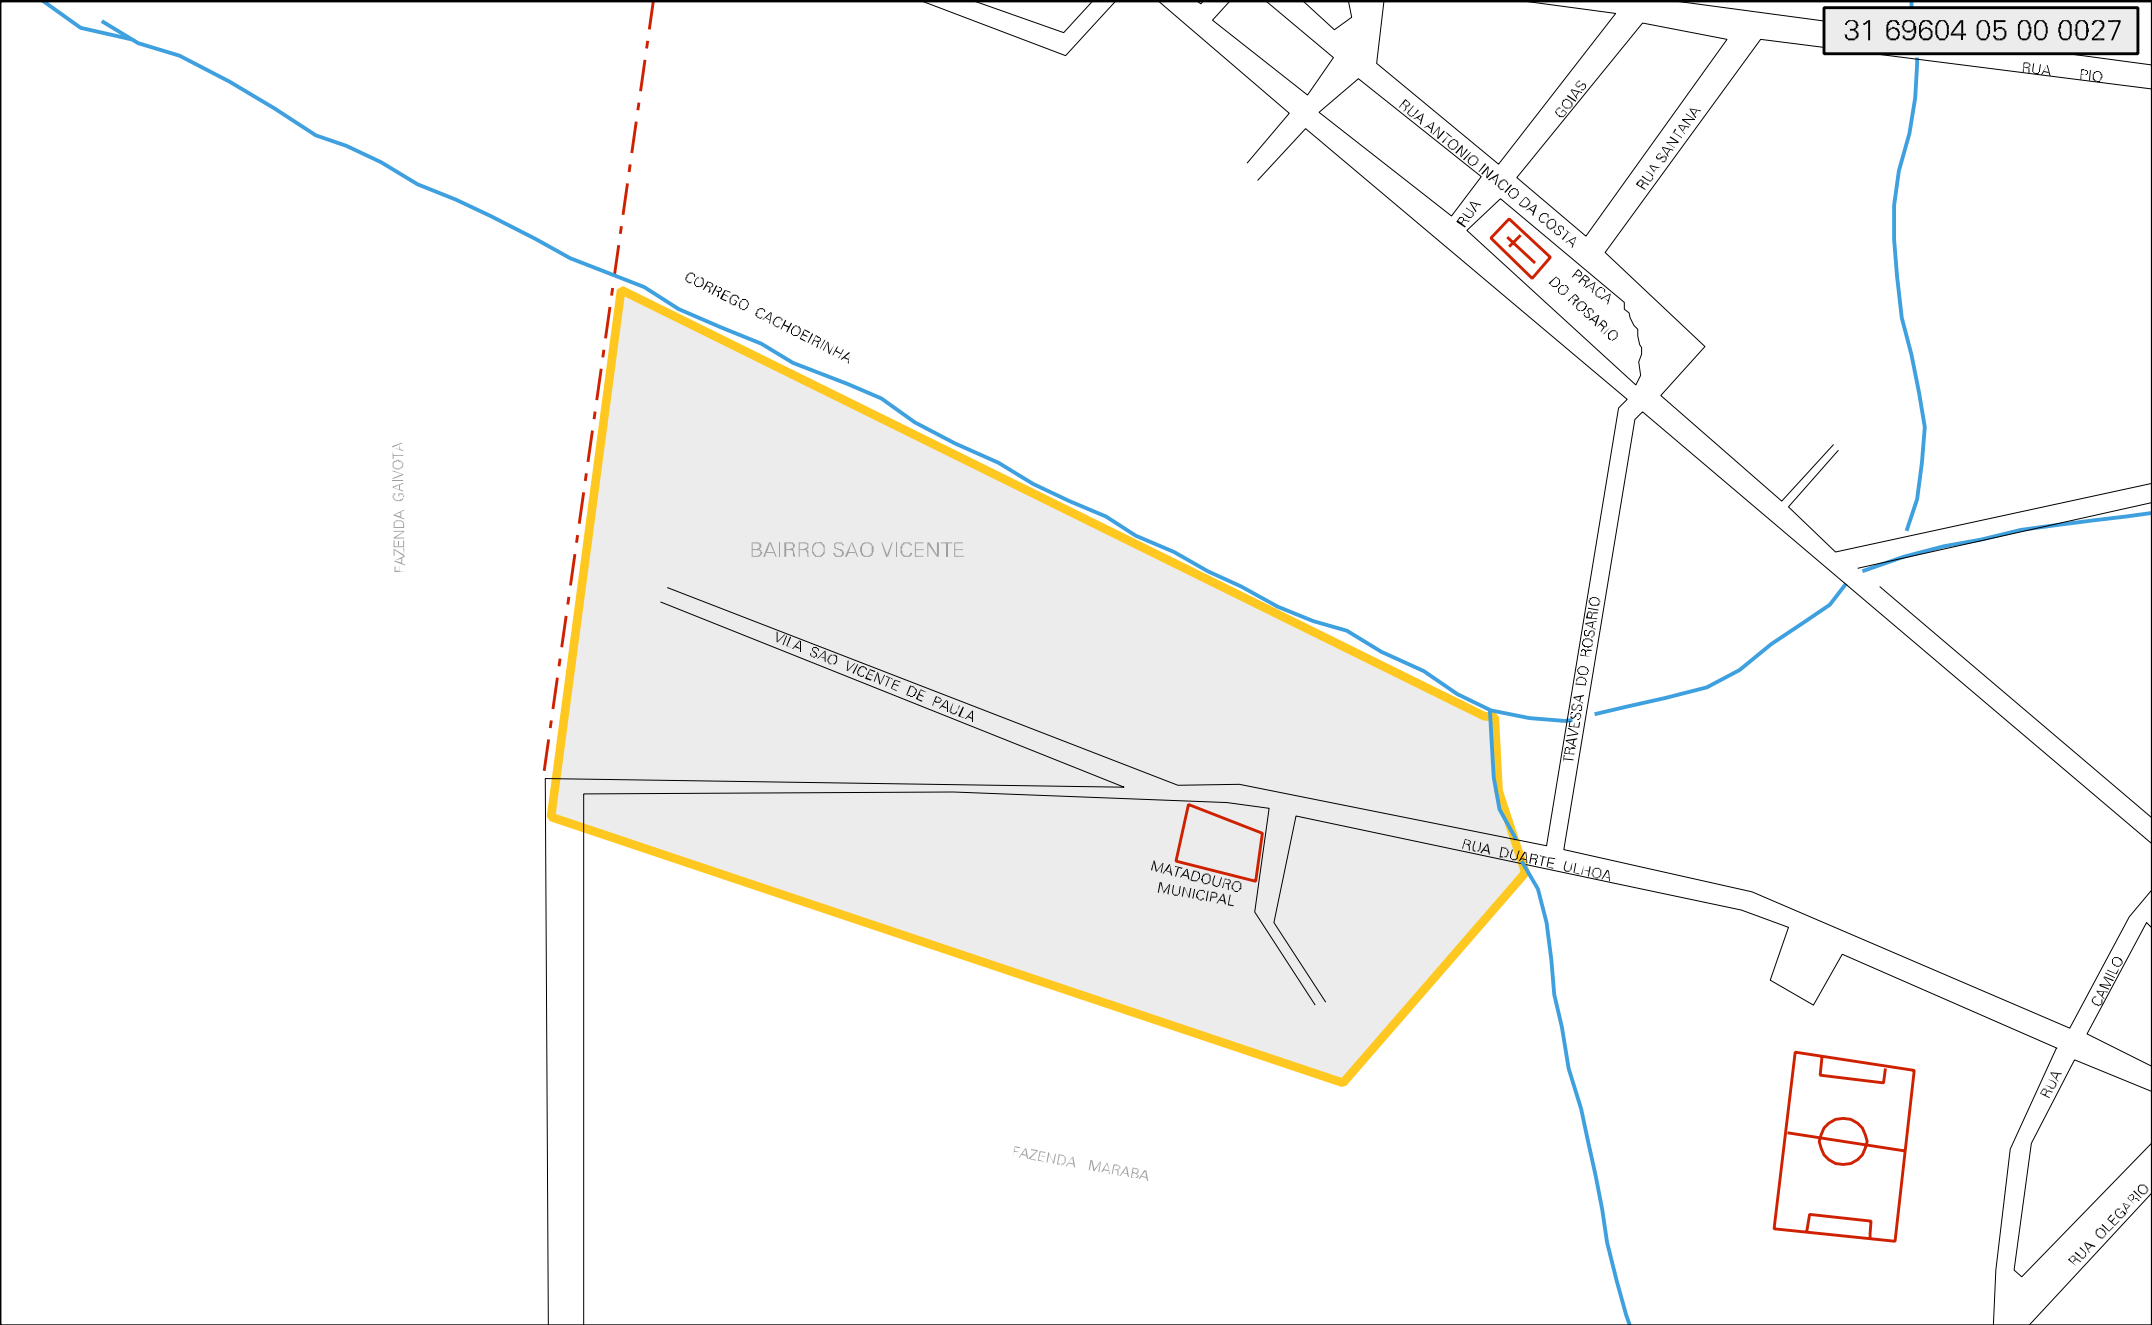 31 69604 05 00 0027
RUA PIO
GOIAS
RUA SANTANA
RUA ANTONIO INACIO DA COSTA
RUA
PRACA
DO ROSARIO
CORREGO CACHOEIRINHA
FAZENDA GAIVOTA
BAIRRO SAO VICENTE
VILA SAO VICENTE DE PAULA
TRAVESSA DO ROSARIO
RUA DUARTE ULHOA
MATADOURO
MUNICIPAL
CAMILO
RUA
FAZENDA MARABA
RUA OLEGARIO